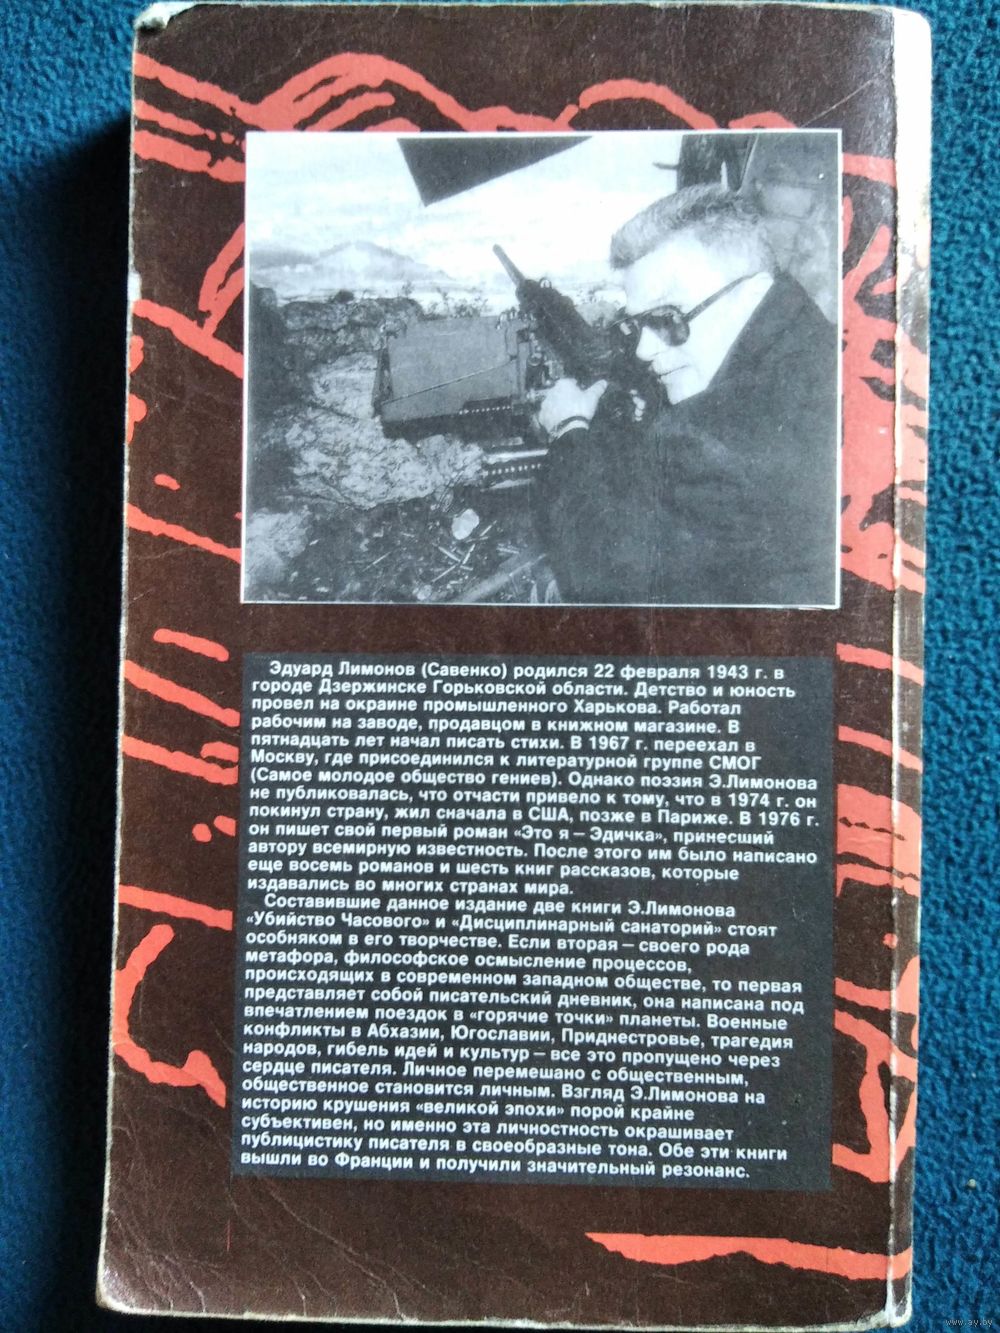 Эдуард Лимонов (Савенко) родился 22 февраля 1943 г. в
городе Дзержинске Горьковской области. Детство и юность
провел на окраине промышленного Харькова. Работал
рабочим на заводе, продавцом в книжном магазине. В
пятнадцать лет начал писать стихи. В 1967 г. переехал в
Москву, где присоединился к литературной группе СМОГ
(Самое молодое общество гениев). Однако поэзия Э.Лимонова
не публиковалась, что отчасти привело к тому, что в 1974 г. он
покинул страну, жил сначала в США, позже в Париже. В 1976 г.
он пишет свой первый роман «Это я – Эдичка», принесший
автору всемирную известность. После этого им было написано
еще восемь романов и шесть книг рассказов, которые
издавались во многих странах мира.
Составившие данное издание две книги Э.Лимонова
«Убийство Часового» и «Дисциплинарный санаторий» стоят
особняком в его творчестве. Если вторая – своего рода
метафора, философское осмысление процессов,
происходящих в современном западном обществе, то первая
представляет собой писательский дневник, она написана под
впечатлением поездок в «горячие точки» планеты. Военные
конфликты в Абхазии, Югославии, Приднестровье, трагедия
народов, гибель идей и культур – все это пропущено через
сердце писателя. Личное перемешано с общественным,
общественное становится личным. Взгляд Э.Лимонова на
историю крушения «великой эпохи» порой крайне
субъективен, но именно эта личностность окрашивает
публицистику писателя в своеобразные тона. Обе эти книги
вышли во Франции и получили значительный резонанс.
www.ay.by